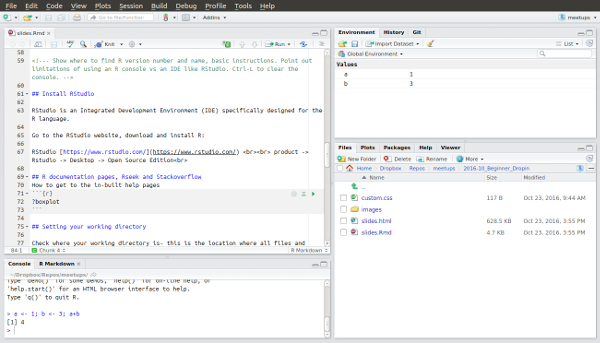 File Edit Code View Plots Session Build Debug Profile Tools Help
Go to file/function Addins meetups
slides.Rmd
Knit Run
58
59 <!--- Show where to find R version number and name, basic instructions. Point out
limitations of using an R console vs an IDE like RStudio. Ctrl-L to clear
the console. -->
60
61 ## Install RStudio
62
63 RStudio is an Integrated Development Environment (IDE) specifically designed for the
R language.
64
65 Go to the RStudio website, download and install R:
66
67 RStudio [https://www.rstudio.com/](https://www.rstudio.com/) <br><br> product ->
Rstudio -> Desktop -> Open Source Edition<br>
68
69 ## R documentation pages, Rseek and Stackoverflow
70 How to get to the in-built help pages
71 ```{r}
72 ?boxplot
73 ```
74
75 ## Setting your working directory
76
77 Check where your working directory is- this is the location where all files and
84:1 Chunk 4 R Markdown
Console R Markdown
~/Dropbox/Repos/meetups/
Type 'demo()' for some demos, 'help()' for on-line help, or
'help.start()' for an HTML browser interface to help.
Type 'q()' to quit R.
> a <- 1; b <- 3; a+b
[1] 4
>
Environment History Git
Import Dataset List
Global Environment
Values
a 1
b 3
Files Plots Packages Help Viewer
New Folder Delete Rename More
Home Dropbox Repos meetups 2016-10_Beginner_Dropin
Name Size Modified
..
custom.css 117 B Oct 23, 2016, 9:44 AM
images
slides.html 628.5 KB Oct 23, 2016, 3:55 PM
slides.Rmd 4.7 KB Oct 23, 2016, 3:55 PM